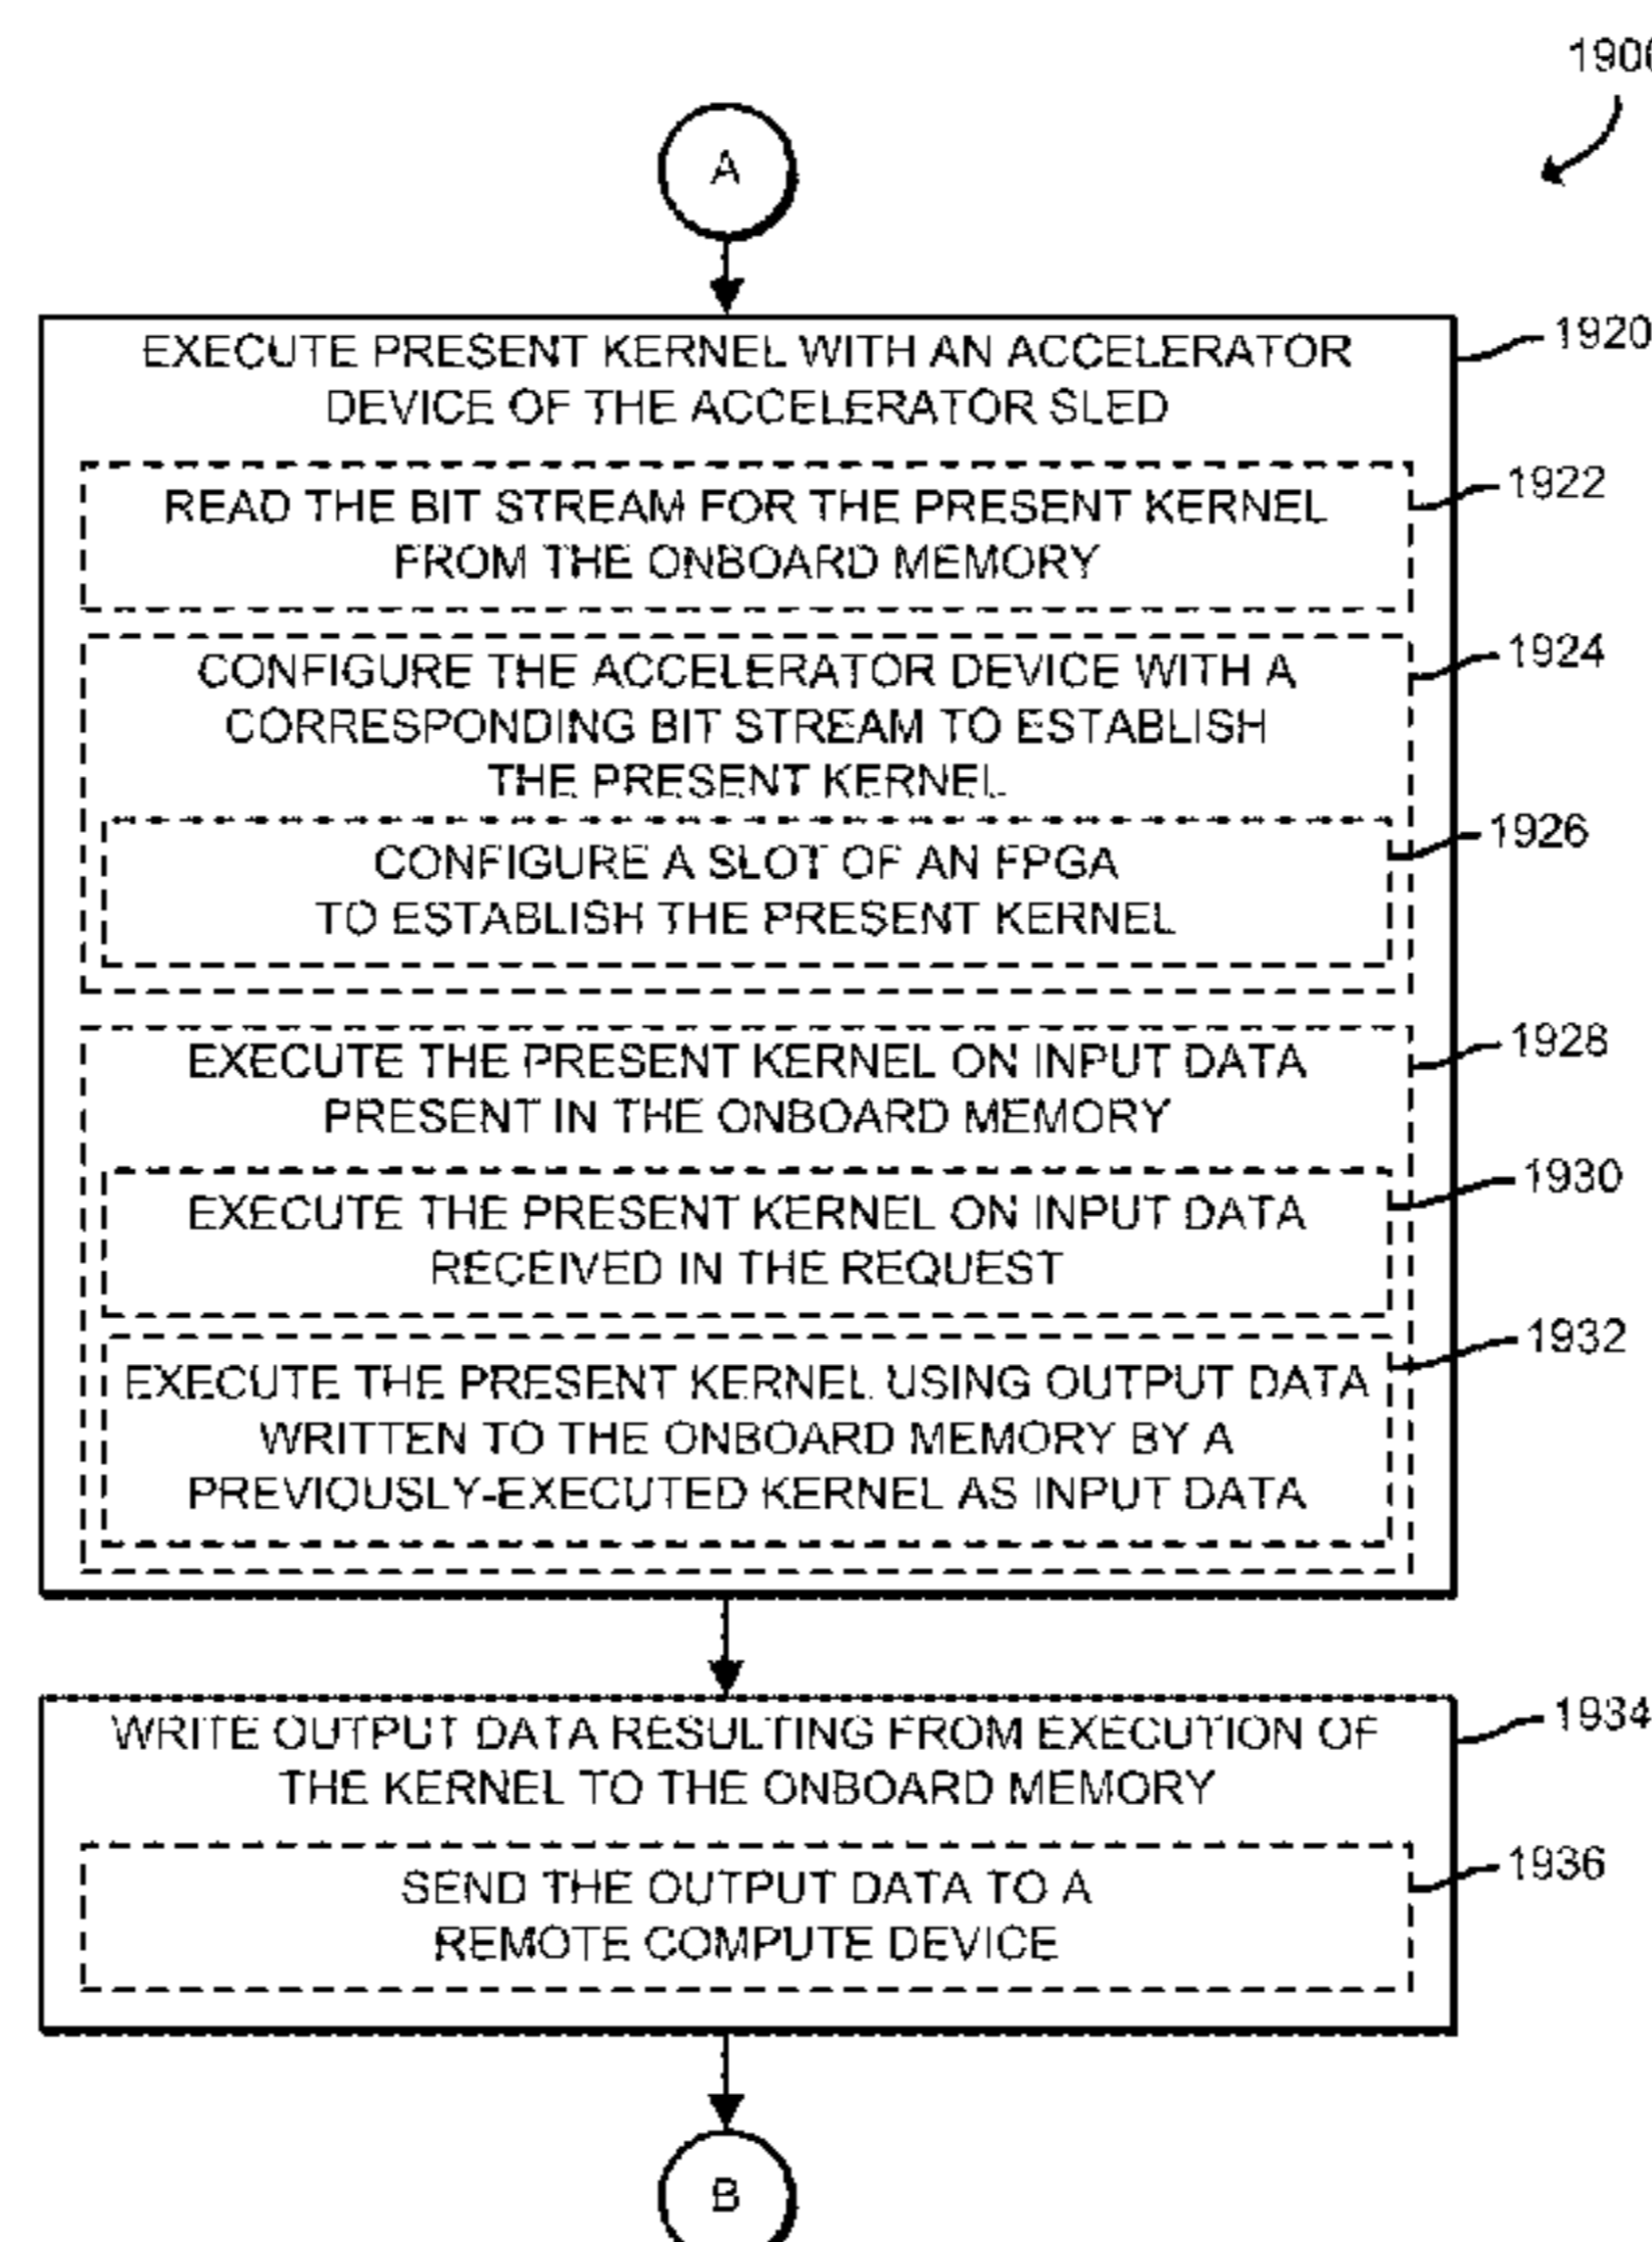 1900
A
EXECUTE PRESENT KERNEL WITH AN ACCELERATOR
DEVICE OF THE ACCELERATOR SLED
1920
READ THE BIT STREAM FOR THE PRESENT KERNEL
FROM THE ONBOARD MEMORY
1922
CONFIGURE THE ACCELERATOR DEVICE WITH A
CORRESPONDING BIT STREAM TO ESTABLISH
THE PRESENT KERNEL
1924
CONFIGURE A SLOT OF AN FPGA
TO ESTABLISH THE PRESENT KERNEL
1926
EXECUTE THE PRESENT KERNEL ON INPUT DATA
PRESENT IN THE ONBOARD MEMORY
1928
EXECUTE THE PRESENT KERNEL ON INPUT DATA
RECEIVED IN THE REQUEST
1930
EXECUTE THE PRESENT KERNEL USING OUTPUT DATA
WRITTEN TO THE ONBOARD MEMORY BY A
PREVIOUSLY-EXECUTED KERNEL AS INPUT DATA
1932
WRITE OUTPUT DATA RESULTING FROM EXECUTION OF
THE KERNEL TO THE ONBOARD MEMORY
1934
SEND THE OUTPUT DATA TO A
REMOTE COMPUTE DEVICE
1936
B